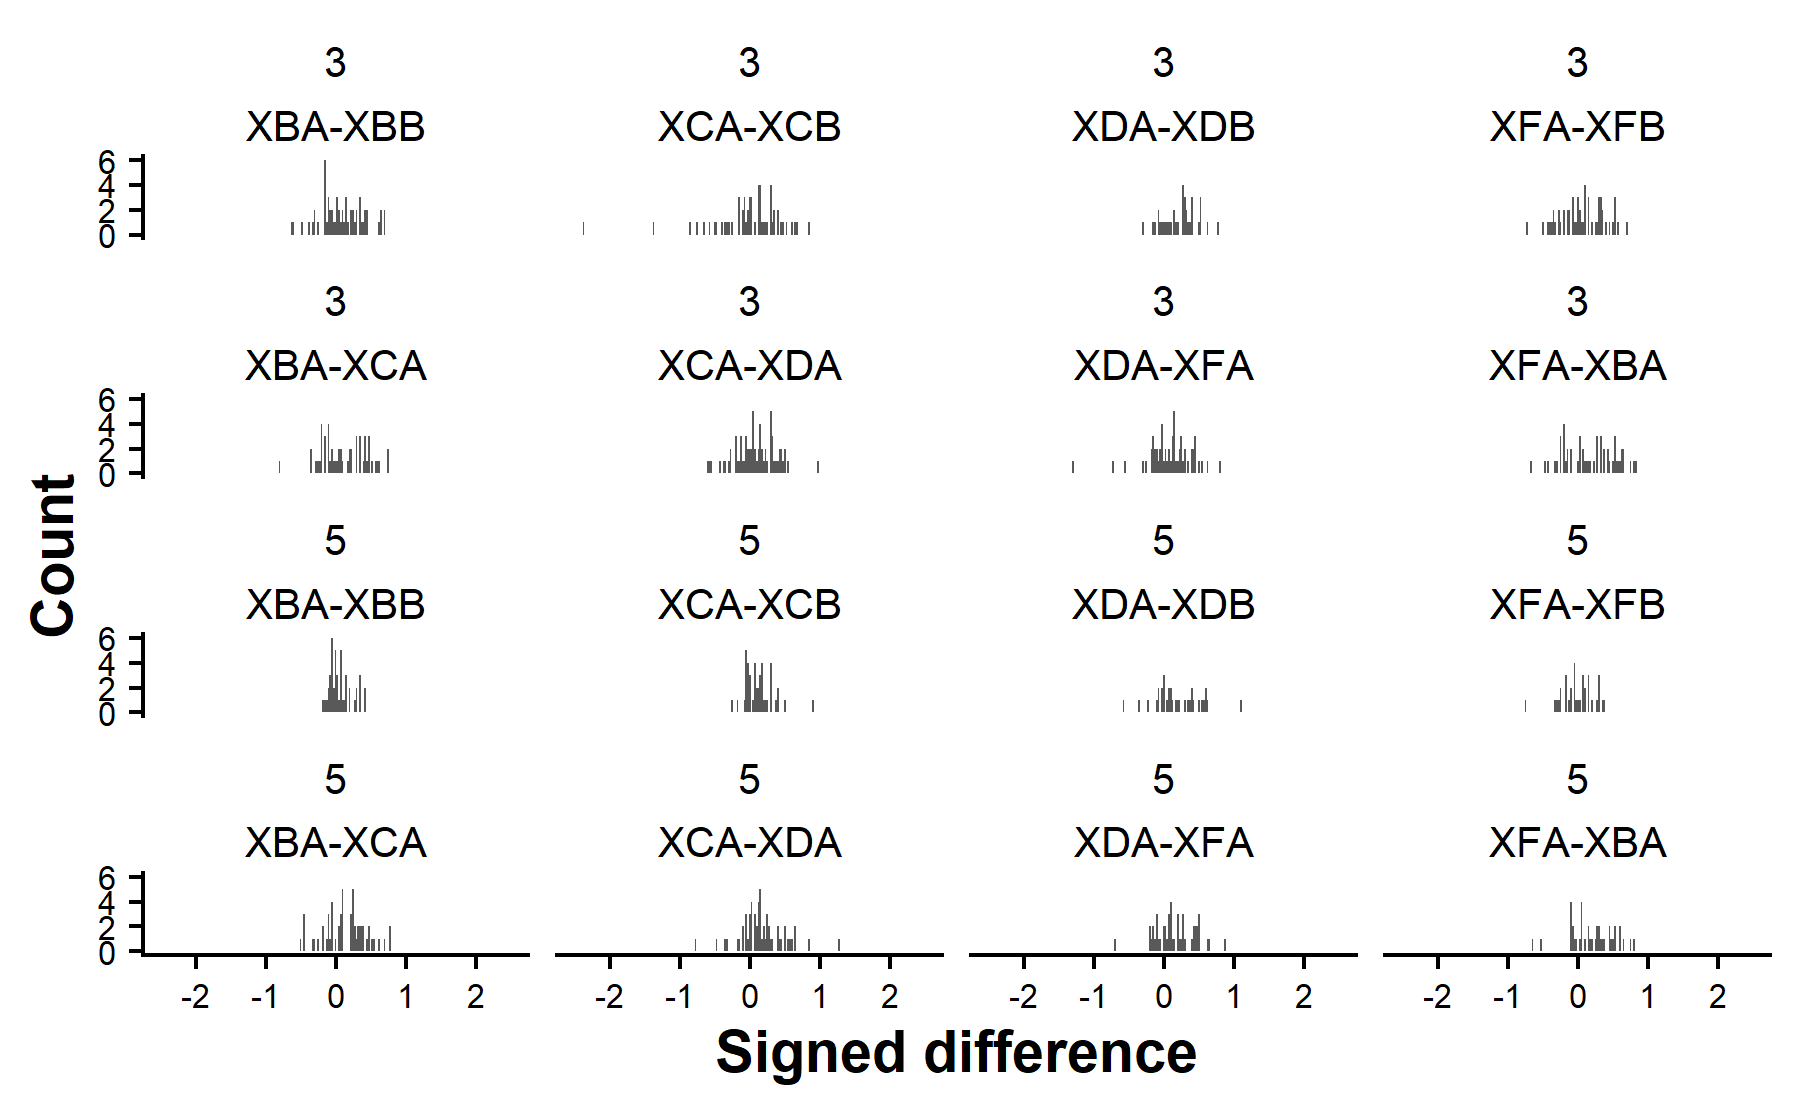 3 3 3 3
XBA-XBB XCA-XCB XDA-XDB XFA-XFB
6
4
2
0
3 3 3 3
XBA-XCA XCA-XDA XDA-XFA XFA-XBA
6
4
2
0
Count
5 5 5 5
XBA-XBB XCA-XCB XDA-XDB XFA-XFB
6
4
2
0
5 5 5 5
XBA-XCA XCA-XDA XDA-XFA XFA-XBA
6
4
2
0
-2 -1 0 1 2 -2 -1 0 1 2 -2 -1 0 1 2 -2 -1 0 1 2
Signed difference